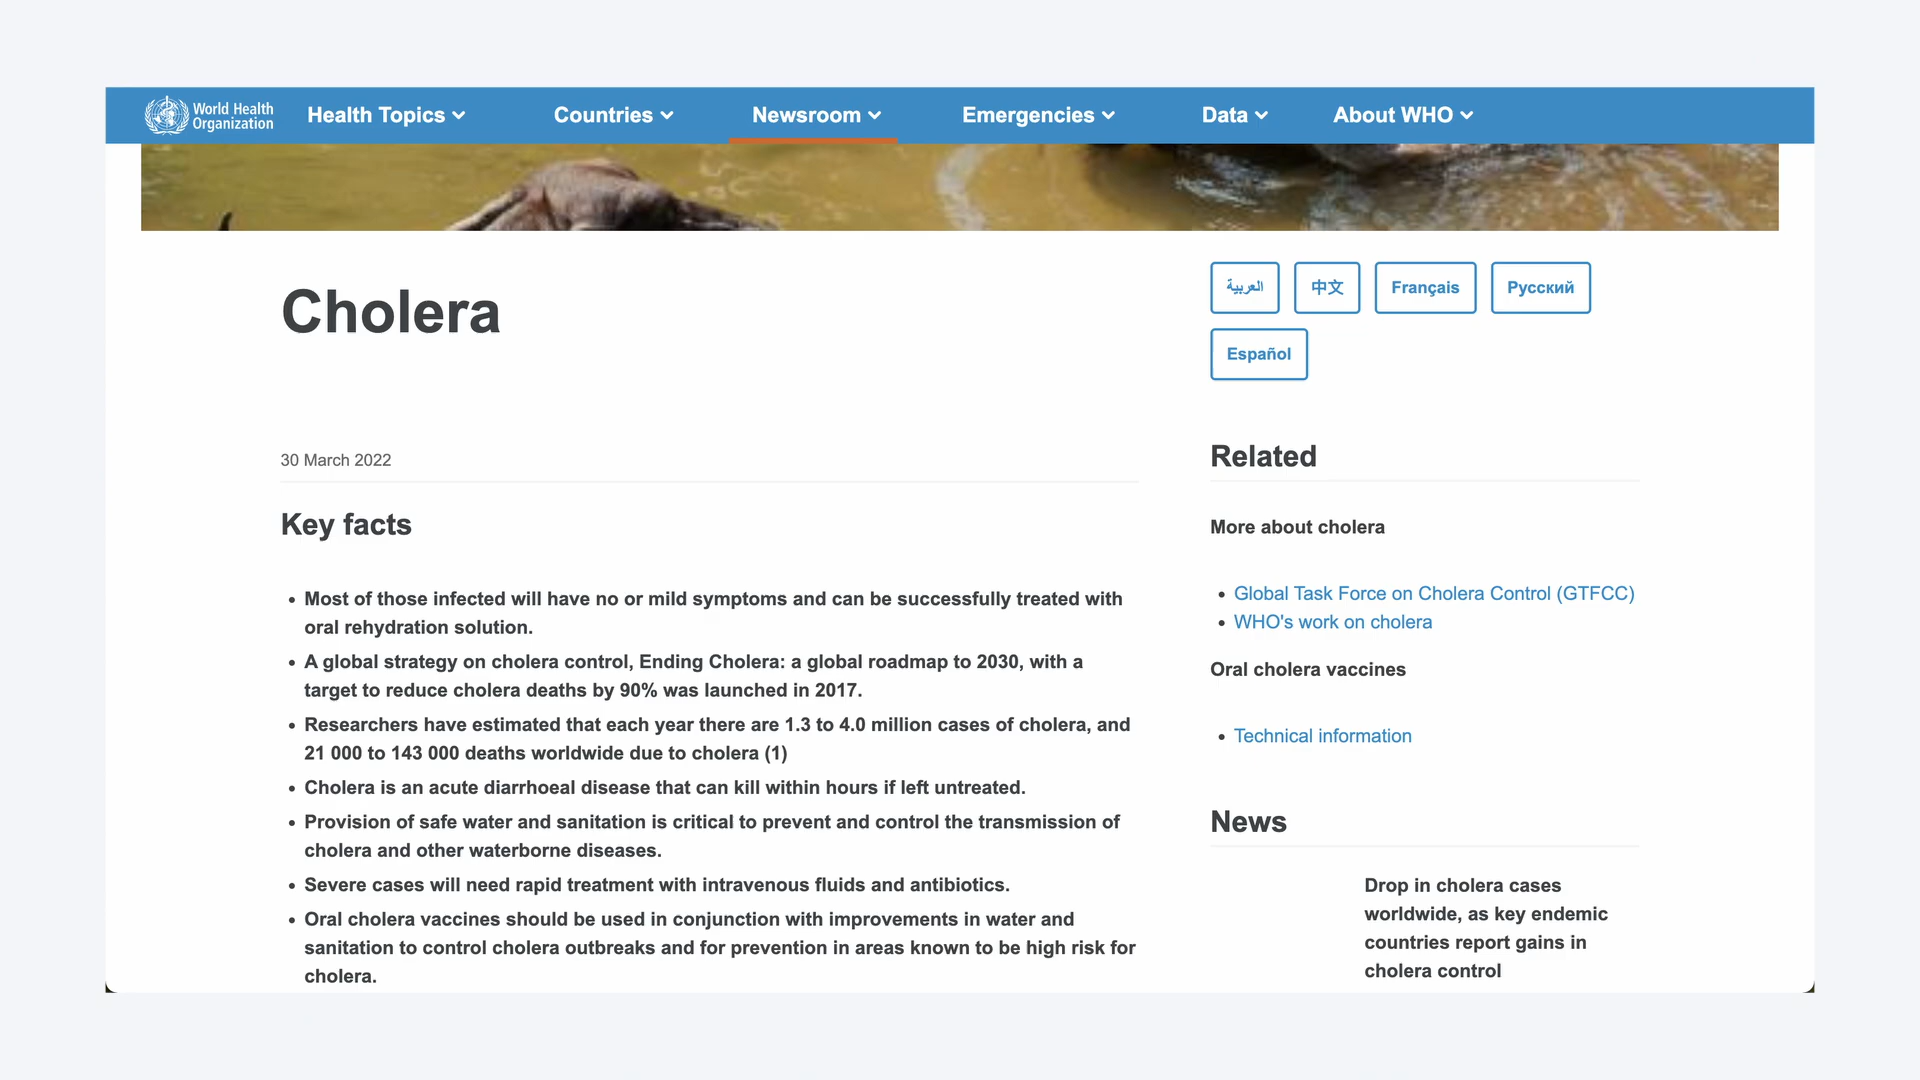 World Health
Organization
Health Topics
Countries
Newsroom
Emergencies
Data
About WHO
Cholera
العربية
中文
Français
Русский
Español
30 March 2022
Key facts
• Most of those infected will have no or mild symptoms and can be successfully treated with
oral rehydration solution.
• A global strategy on cholera control, Ending Cholera: a global roadmap to 2030, with a
target to reduce cholera deaths by 90% was launched in 2017.
• Researchers have estimated that each year there are 1.3 to 4.0 million cases of cholera, and
21 000 to 143 000 deaths worldwide due to cholera (1)
• Cholera is an acute diarrhoeal disease that can kill within hours if left untreated.
• Provision of safe water and sanitation is critical to prevent and control the transmission of
cholera and other waterborne diseases.
• Severe cases will need rapid treatment with intravenous fluids and antibiotics.
• Oral cholera vaccines should be used in conjunction with improvements in water and
sanitation to control cholera outbreaks and for prevention in areas known to be high risk for
cholera.
Related
More about cholera
• Global Task Force on Cholera Control (GTFCC)
• WHO's work on cholera
Oral cholera vaccines
• Technical information
News
Drop in cholera cases
worldwide, as key endemic
countries report gains in
cholera control